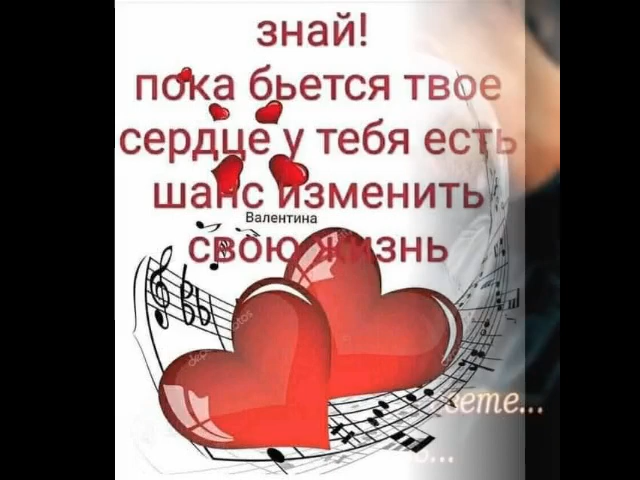 знай!
пока бьется твое
сердце у тебя есть
шанс изменить
Валентина
свою жизнь
свете...